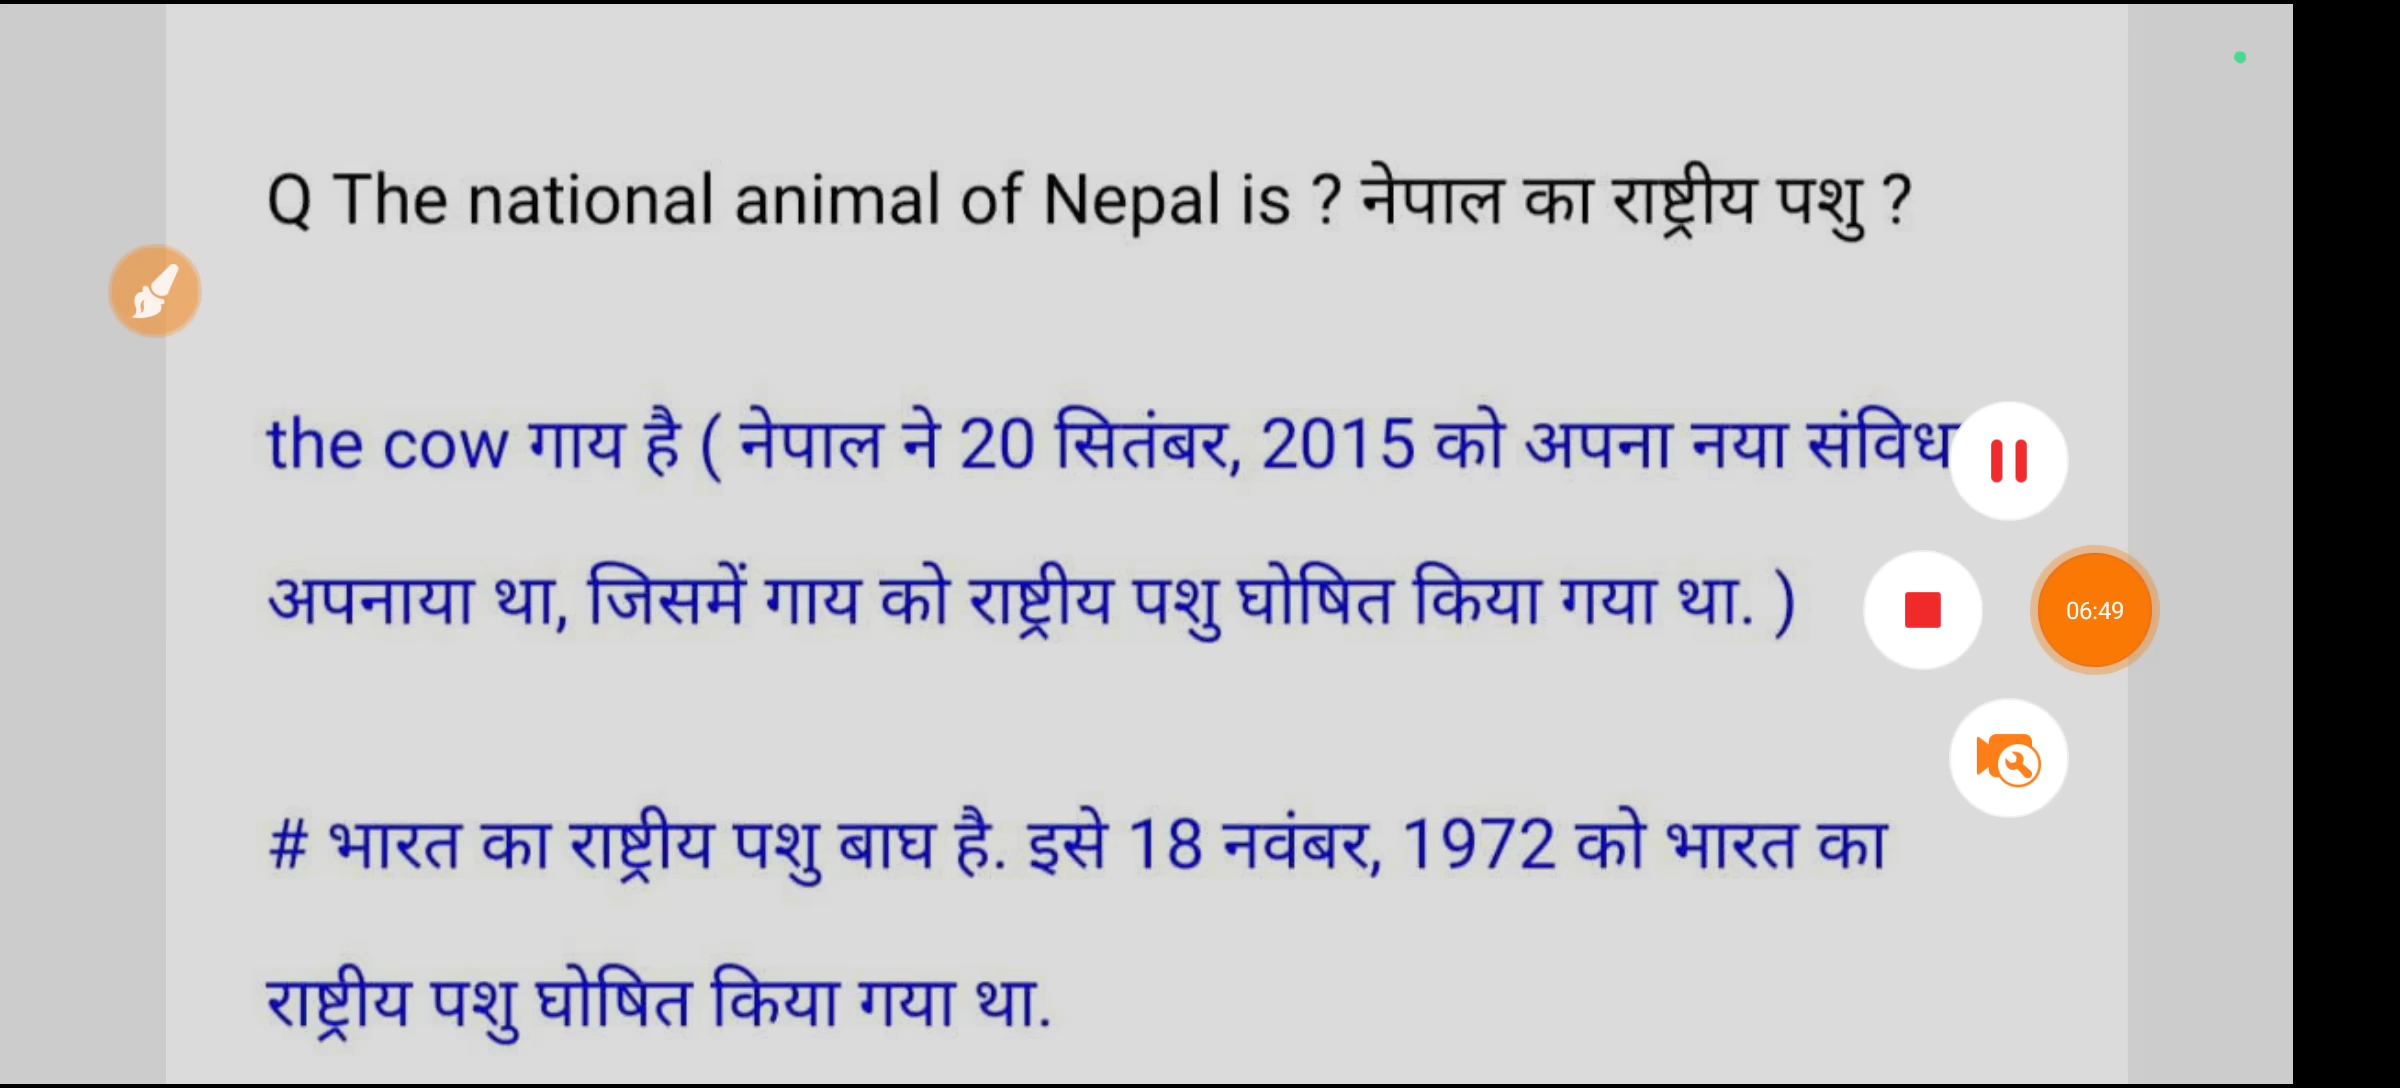 Q The national animal of Nepal is ? नेपाल का राष्ट्रीय पशु ?
the cow गाय है ( नेपाल ने 20 सितंबर, 2015 को अपना नया
अपनाया था, जिसमें गाय को राष्ट्रीय पशु घोषित किया गया था. )
06:49
# भारत का राष्ट्रीय पशु बाघ है. इसे 18 नवंबर, 1972 को भारत का
राष्ट्रीय पशु घोषित किया गया था.